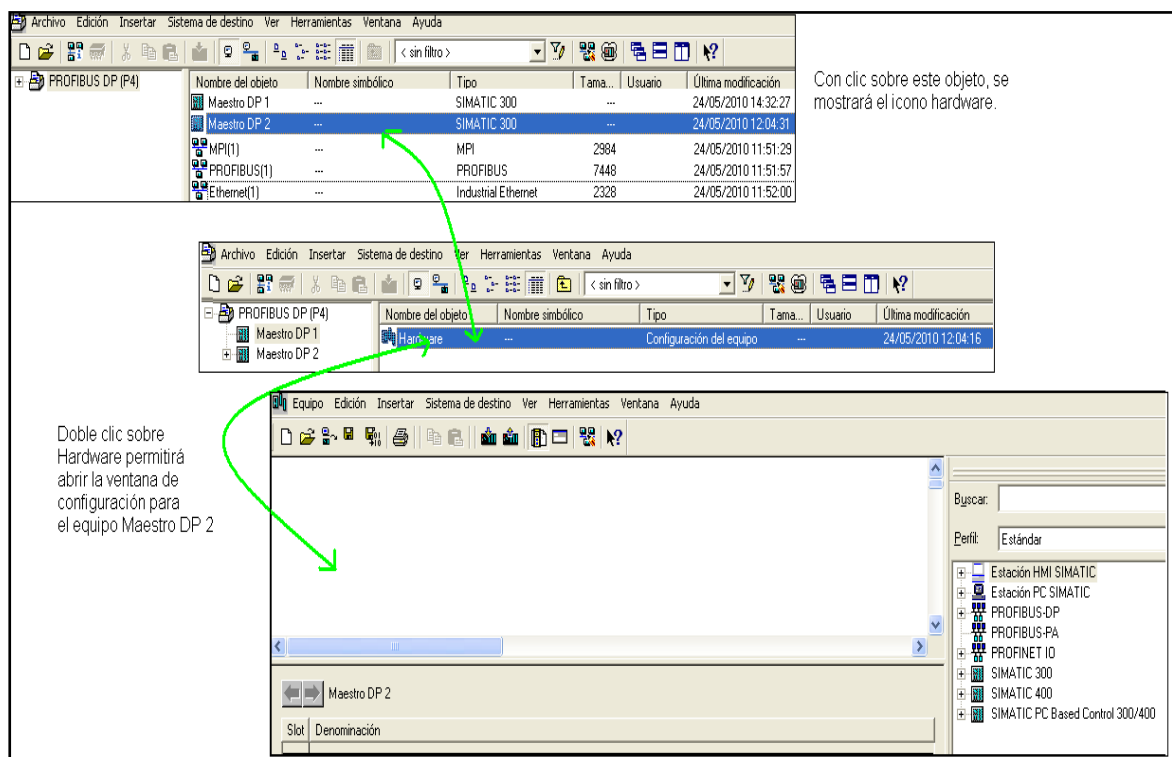 Archivo Edición Insertar Sistema de destino Ver Herramientas Ventana Ayuda
< sin filtro >
PROFIBUS DP (P4)
Nombre del objeto Nombre simbólico Tipo Tama... Usuario Última modificación
Maestro DP 1 --- SIMATIC 300 --- 24/05/2010 14:32:27
Maestro DP 2 --- SIMATIC 300 --- 24/05/2010 12:04:31
MPI(1) --- MPI 2984 24/05/2010 11:51:29
PROFIBUS(1) --- PROFIBUS 7448 24/05/2010 11:51:57
Ethernet(1) --- Industrial Ethernet 2328 24/05/2010 11:52:00
Con clic sobre este objeto, se
mostrará el icono hardware.
Archivo Edición Insertar Sistema de destino Ver Herramientas Ventana Ayuda
< sin filtro >
PROFIBUS DP (P4)
Maestro DP 1
Maestro DP 2
Nombre del objeto Nombre simbólico Tipo Tama... Usuario Última modificación
Hardware --- Configuración del equipo --- 24/05/2010 12:04:16
Doble clic sobre
Hardware permitirá
abrir la ventana de
configuración para
el equipo Maestro DP 2
Equipo Edición Insertar Sistema de destino Ver Herramientas Ventana Ayuda
Buscar:
Perfil: Estándar
Estación HMI SIMATIC
Estación PC SIMATIC
PROFIBUS-DP
PROFIBUS-PA
PROFINET IO
SIMATIC 300
SIMATIC 400
SIMATIC PC Based Control 300/400
Maestro DP 2
Slot Denominación